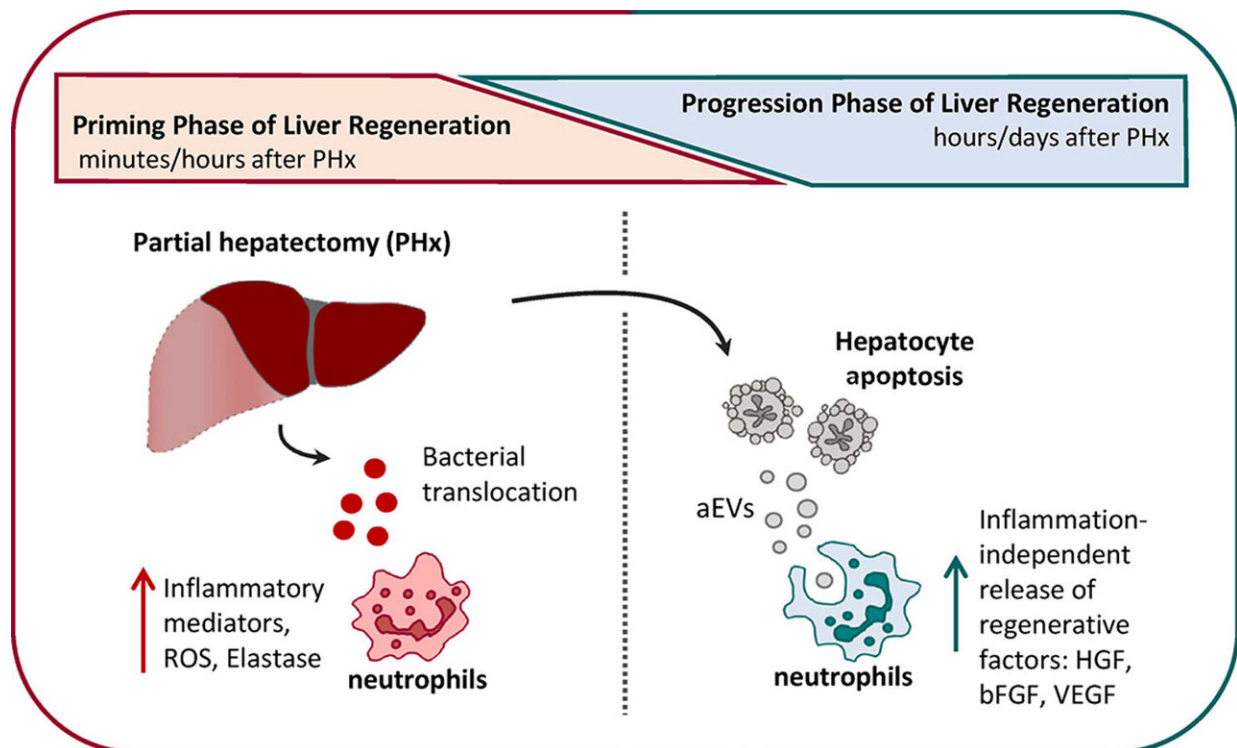 Priming Phase of Liver Regeneration
minutes/hours after PHx
Progression Phase of Liver Regeneration
hours/days after PHx
Partial hepatectomy (PHx)
Bacterial
translocation
Inflammatory
mediators,
ROS, Elastase
neutrophils
Hepatocyte
apoptosis
aEVs
neutrophils
Inflammation-
independent
release of
regenerative
factors: HGF,
bFGF, VEGF